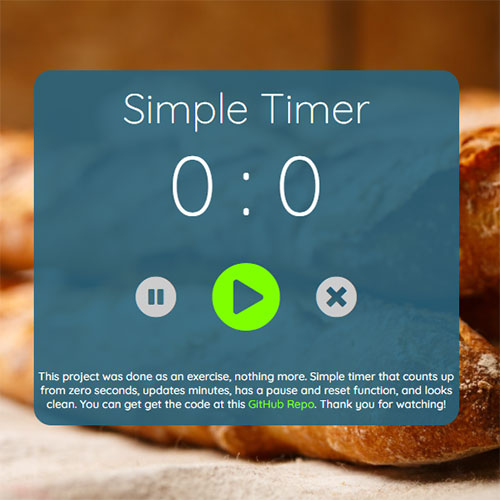 Simple Timer
0 : 0
This project was done as an exercise, nothing more. Simple timer that counts up
from zero seconds, updates minutes, has a pause and reset function, and looks
clean. You can get get the code at this GitHub Repo. Thank you for watching!